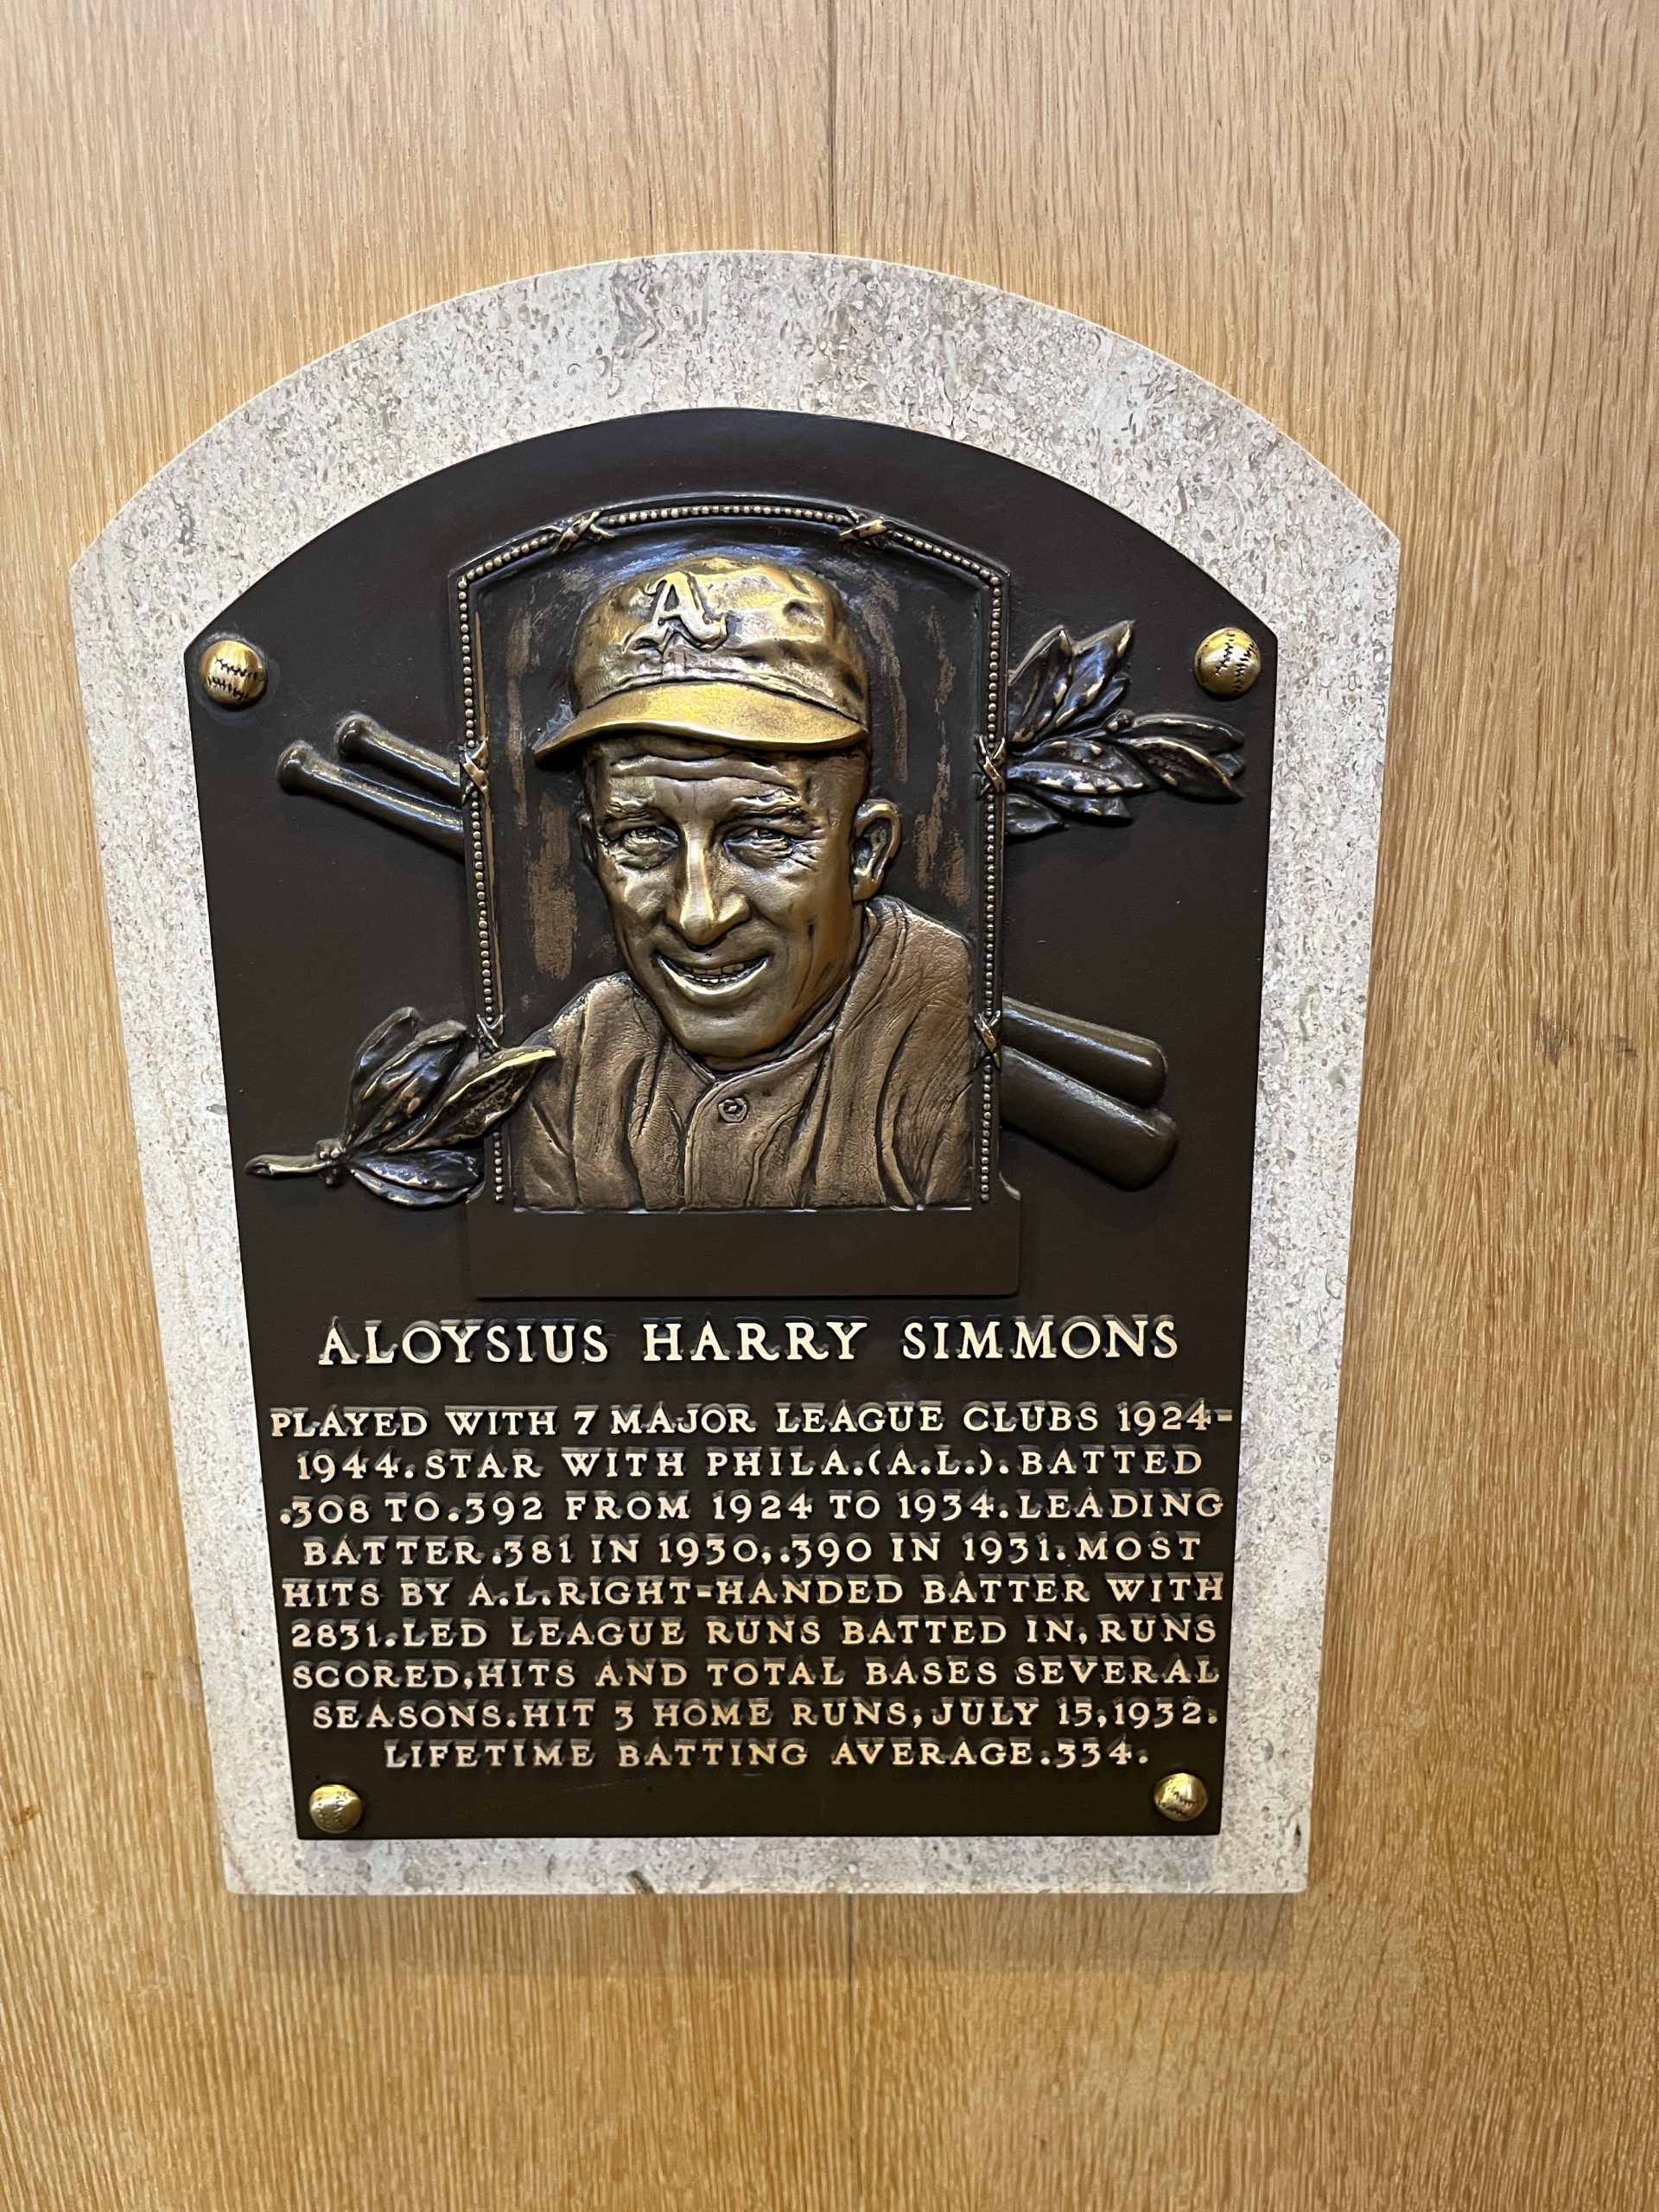 A
ALOYSIUS HARRY SIMMONS
PLAYED WITH 7 MAJOR LEAGUE CLUBS 1924-
1944. STAR WITH PHILA. (A.L.). BATTED
.308 TO .392 FROM 1924 TO 1934. LEADING
BATTER .381 IN 1930, .390 IN 1931. MOST
HITS BY A.L. RIGHT-HANDED BATTER WITH
2831. LED LEAGUE RUNS BATTED IN, RUNS
SCORED, HITS AND TOTAL BASES SEVERAL
SEASONS. HIT 3 HOME RUNS, JULY 15, 1932.
LIFETIME BATTING AVERAGE .334.